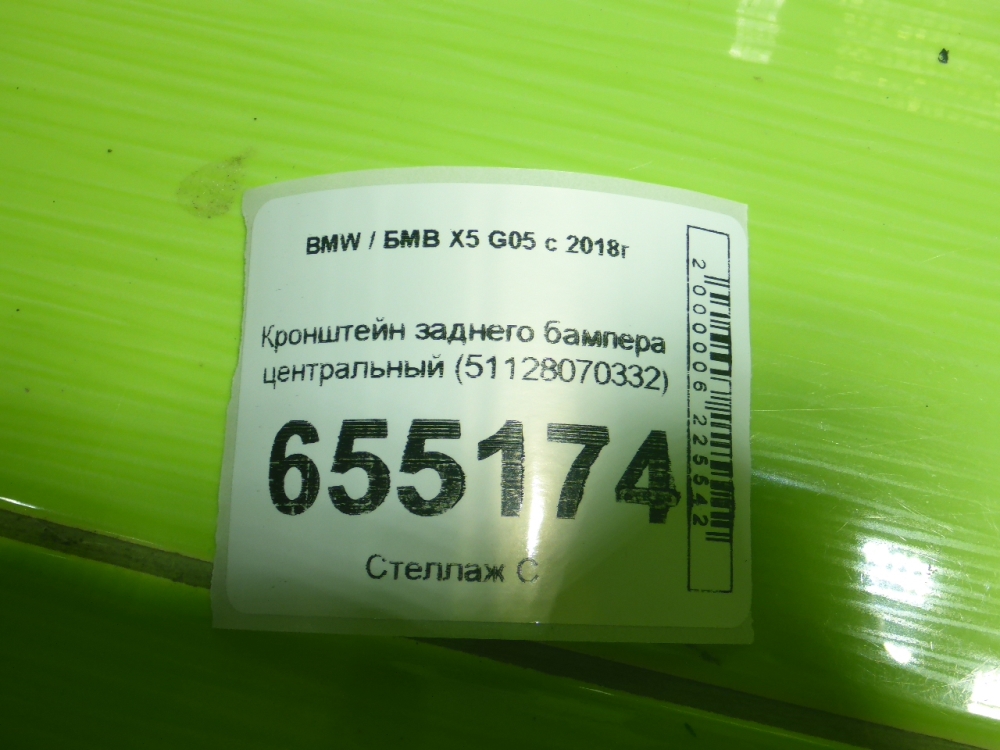 BMW / БМВ X5 G05 с 2018г
Кронштейн заднего бампера
центральный (51128070332)
655174
Стеллаж С
2000006225542